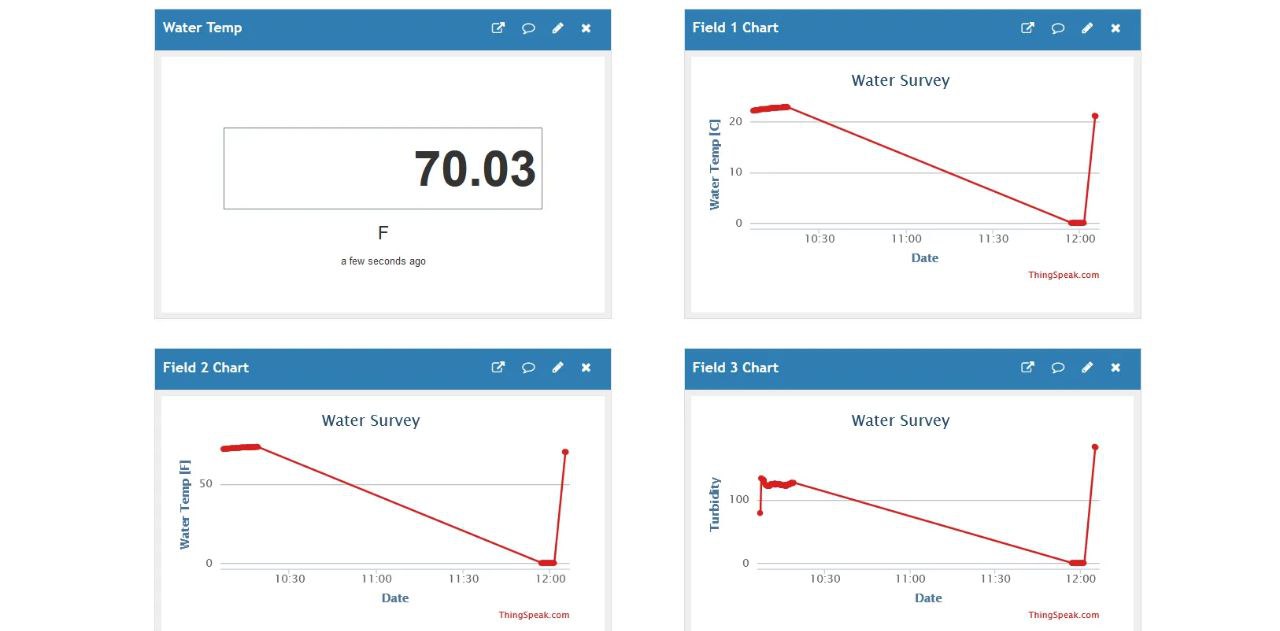 Water Temp
70.03
F
a few seconds ago
Field 1 Chart
Water Survey
Water Temp [C]
20
10
0
10:30 11:00 11:30 12:00
Date
ThingSpeak.com
Field 2 Chart
Water Survey
Water Temp [F]
50
0
10:30 11:00 11:30 12:00
Date
ThingSpeak.com
Field 3 Chart
Water Survey
Turbidity
100
0
10:30 11:00 11:30 12:00
Date
ThingSpeak.com